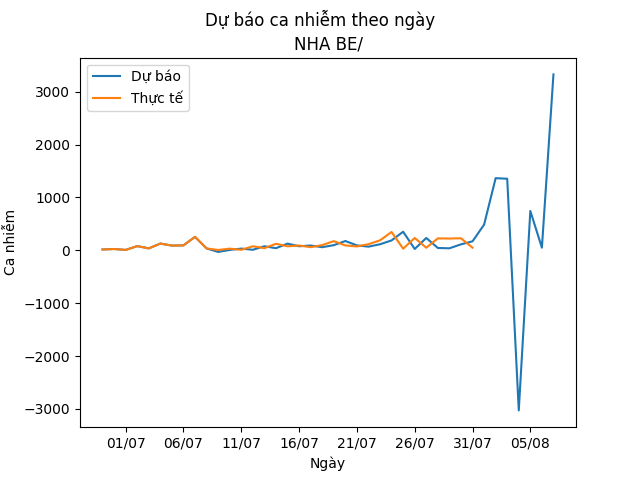 Dự báo ca nhiễm theo ngày
NHA BE/
Dự báo
Thực tế
3000
2000
1000
0
−1000
−2000
−3000
Ca nhiễm
01/07 06/07 11/07 16/07 21/07 26/07 31/07 05/08
Ngày